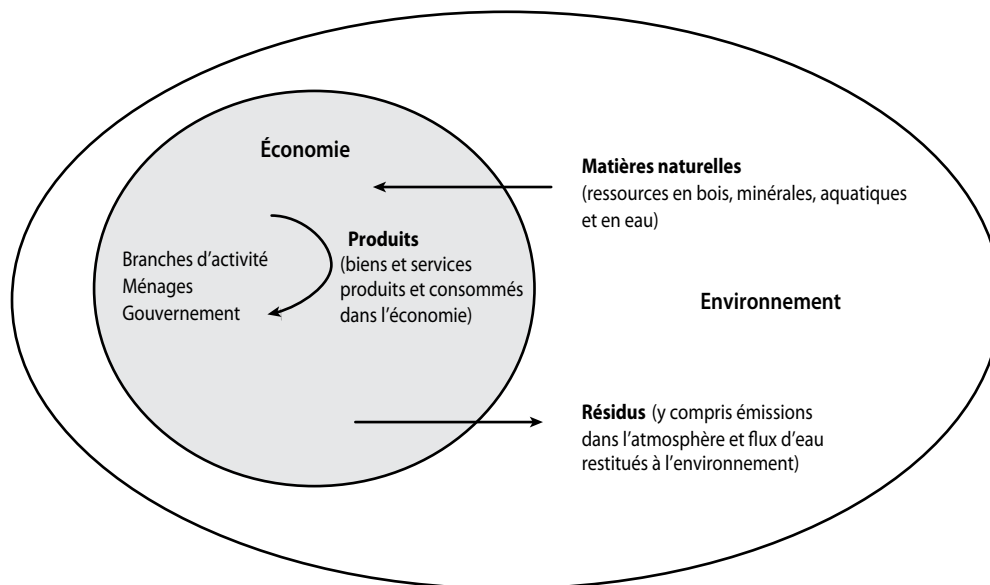 Économie
Matières naturelles
(ressources en bois, minérales, aquatiques
et en eau)
Branches d'activité
Ménages
Gouvernement
Produits
(biens et services
produits et consommés
dans l'économie)
Environnement
Résidus (y compris émissions
dans l'atmosphère et flux d'eau
restitués à l'environnement)